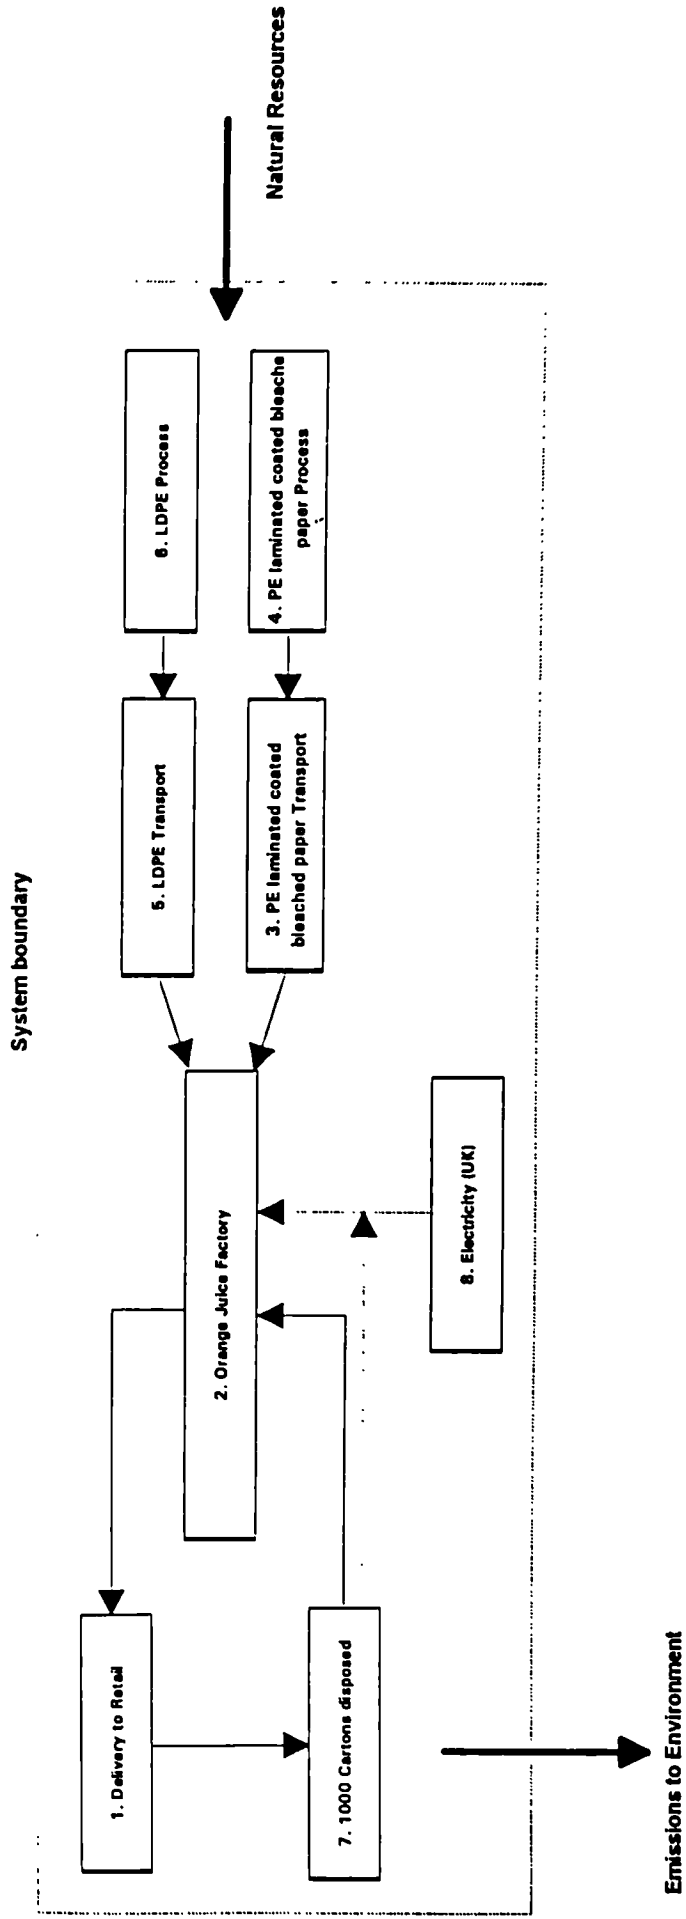 System boundary
Natural Resources
6. LDPE Process
4. PE laminated coated bleache
paper Process
5. LDPE Transport
3. PE laminated coated
bleached paper Transport
2. Orange Juice Factory
8. Electricity (UK)
1. Delivery to Retail
7. 1000 Cartons disposed
Emissions to Environment